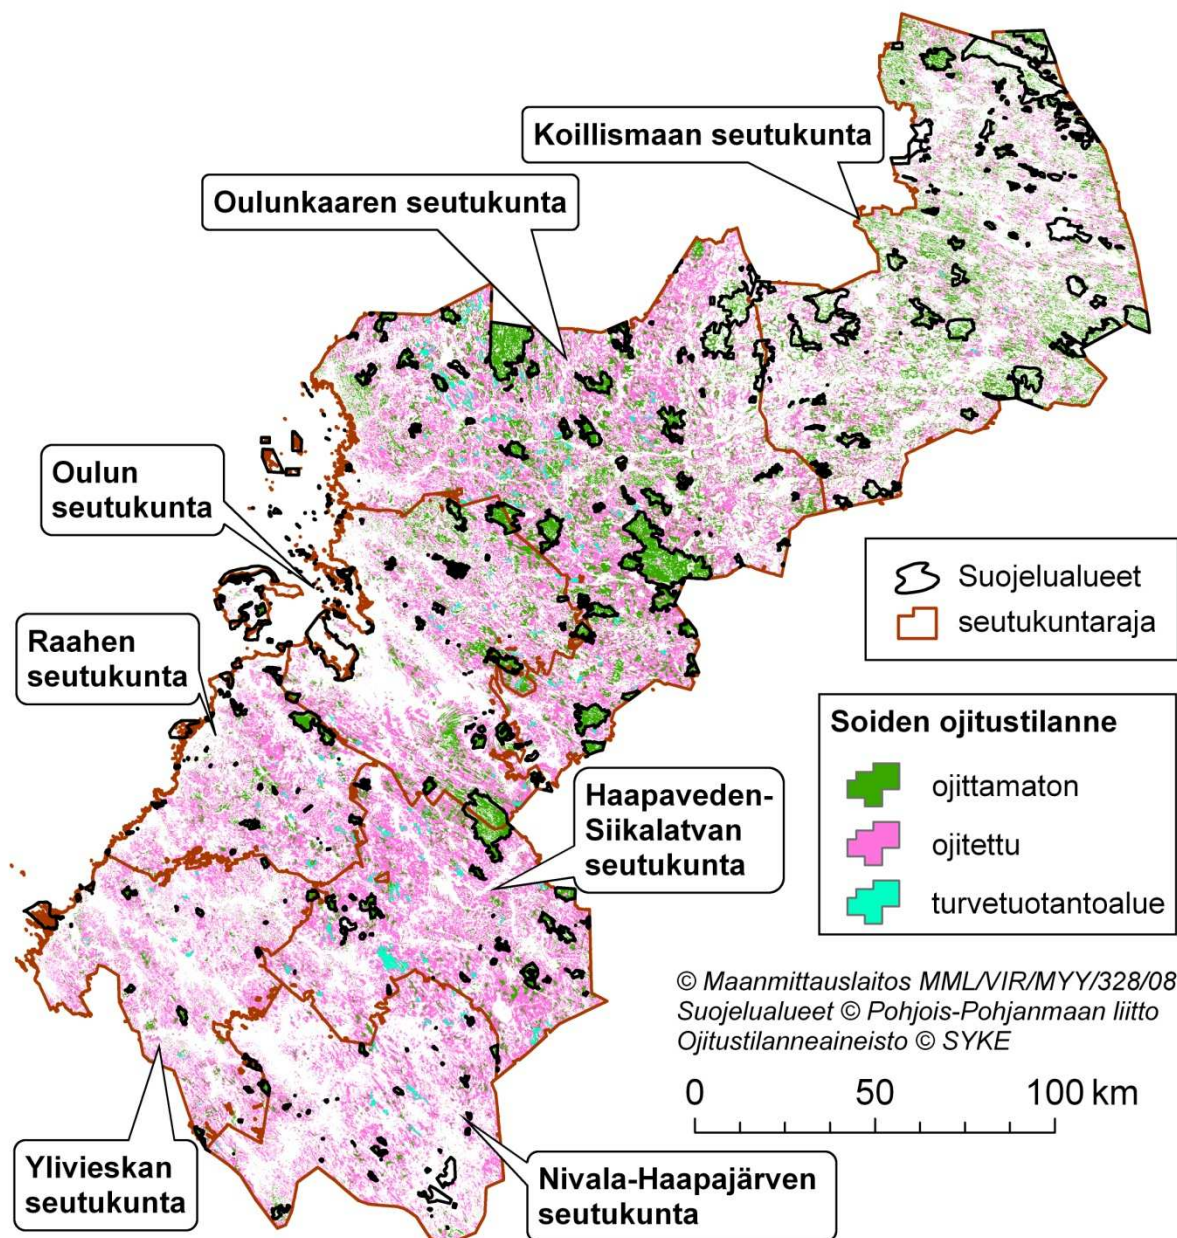 Koillismaan seutukunta
Oulunkaaren seutukunta
Oulun
seutukunta
Raahen
seutukunta
Haapaveden-
Siikalatvan
seutukunta
Ylivieskan
seutukunta
Nivala-Haapajärven
seutukunta
Suojelualueet
seutukuntaraja
Soiden ojitustilanne
ojittamaton
ojitettu
turvetuotantoalue
© Maanmittauslaitos MML/VIR/MYY/328/08
Suojelualueet © Pohjois-Pohjanmaan liitto
Ojitustilanneaineisto © SYKE
0 50 100 km